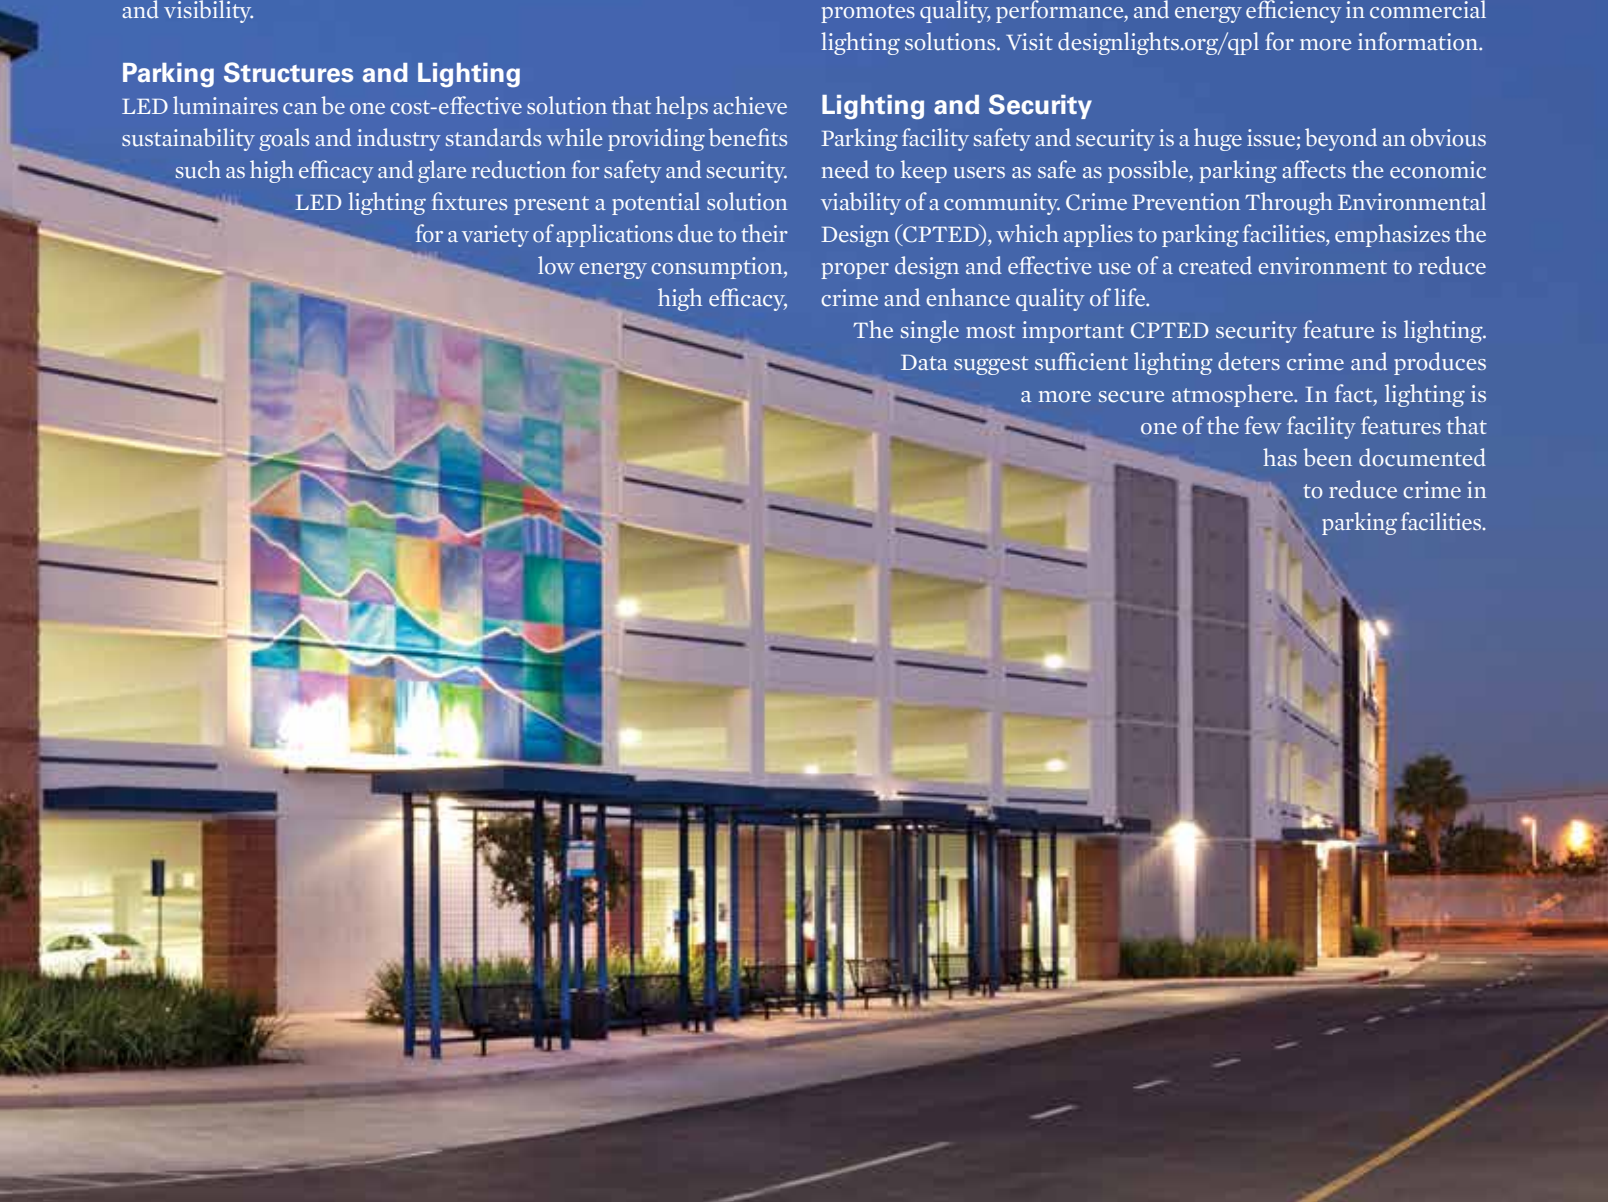 and visibility.
Parking Structures and Lighting
LED luminaires can be one cost-effective solution that helps achieve
sustainability goals and industry standards while providing benefits
such as high efficacy and glare reduction for safety and security.
LED lighting fixtures present a potential solution
for a variety of applications due to their
low energy consumption,
high efficacy,
promotes quality, performance, and energy efficiency in commercial
lighting solutions. Visit designlights.org/qpl for more information.
Lighting and Security
Parking facility safety and security is a huge issue; beyond an obvious
need to keep users as safe as possible, parking affects the economic
viability of a community. Crime Prevention Through Environmental
Design (CPTED), which applies to parking facilities, emphasizes the
proper design and effective use of a created environment to reduce
crime and enhance quality of life.
The single most important CPTED security feature is lighting.
Data suggest sufficient lighting deters crime and produces
a more secure atmosphere. In fact, lighting is
one of the few facility features that
has been documented
to reduce crime in
parking facilities.